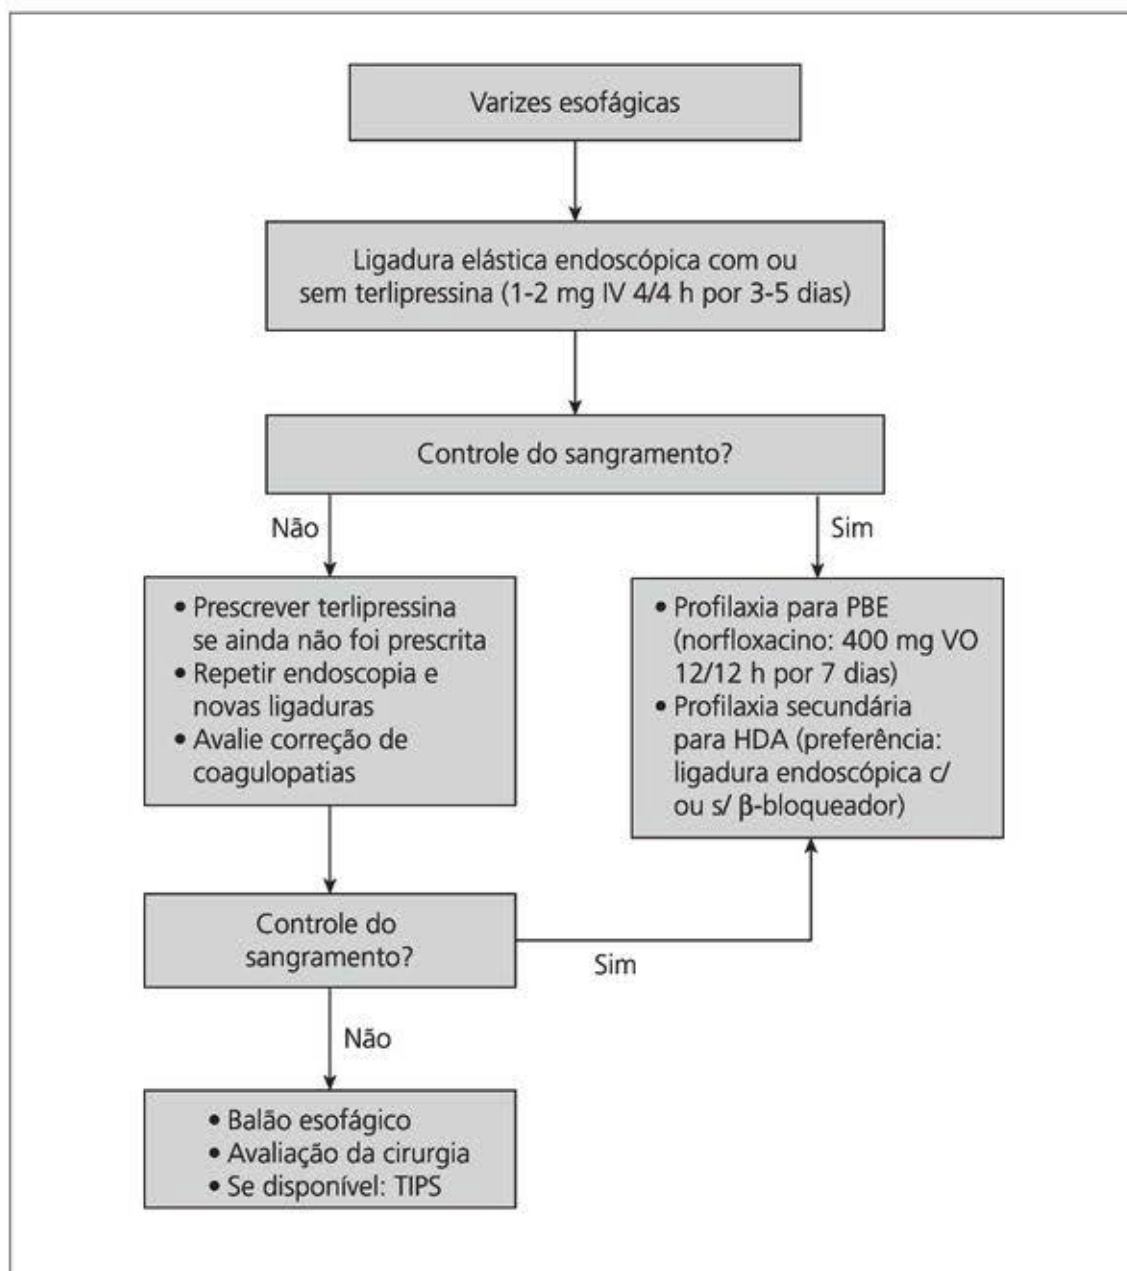 Varizes esofágicas
Ligadura elástica endoscópica com ou
sem terlipressina (1-2 mg IV 4/4 h por 3-5 dias)
Controle do sangramento?
Não
Sim
• Prescrever terlipressina
se ainda não foi prescrita
• Repetir endoscopia e
novas ligaduras
• Avalie correção de
coagulopatias
• Profilaxia para PBE
(norfloxacino: 400 mg VO
12/12 h por 7 dias)
• Profilaxia secundária
para HDA (preferência:
ligadura endoscópica c/
ou s/ β-bloqueador)
Controle do
sangramento?
Sim
Não
• Balão esofágico
• Avaliação da cirurgia
• Se disponível: TIPS